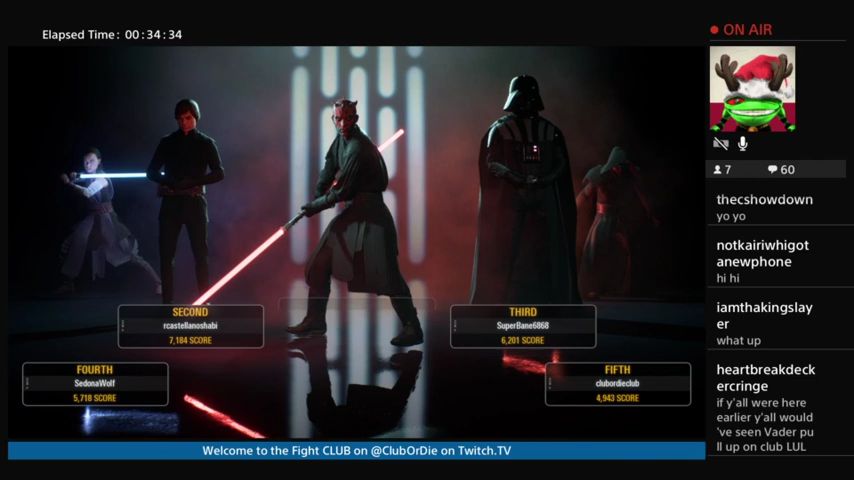 Elapsed Time: 00:34:34
ON AIR
7
60
thecshowdown
yo yo
notkairiwhigot
anewphone
hi hi
iamthakingslay
er
what up
heartbreakdeck
ercringe
if y'all were here
earlier y'all would
've seen Vader pu
ll up on club LUL
SECOND
rcastellanoshabi
7,184 SCORE
THIRD
SuperBane6868
6,201 SCORE
FOURTH
SedonaWolf
5,718 SCORE
FIFTH
clubordieclub
4,943 SCORE
Welcome to the Fight CLUB on @ClubOrDie on Twitch.TV